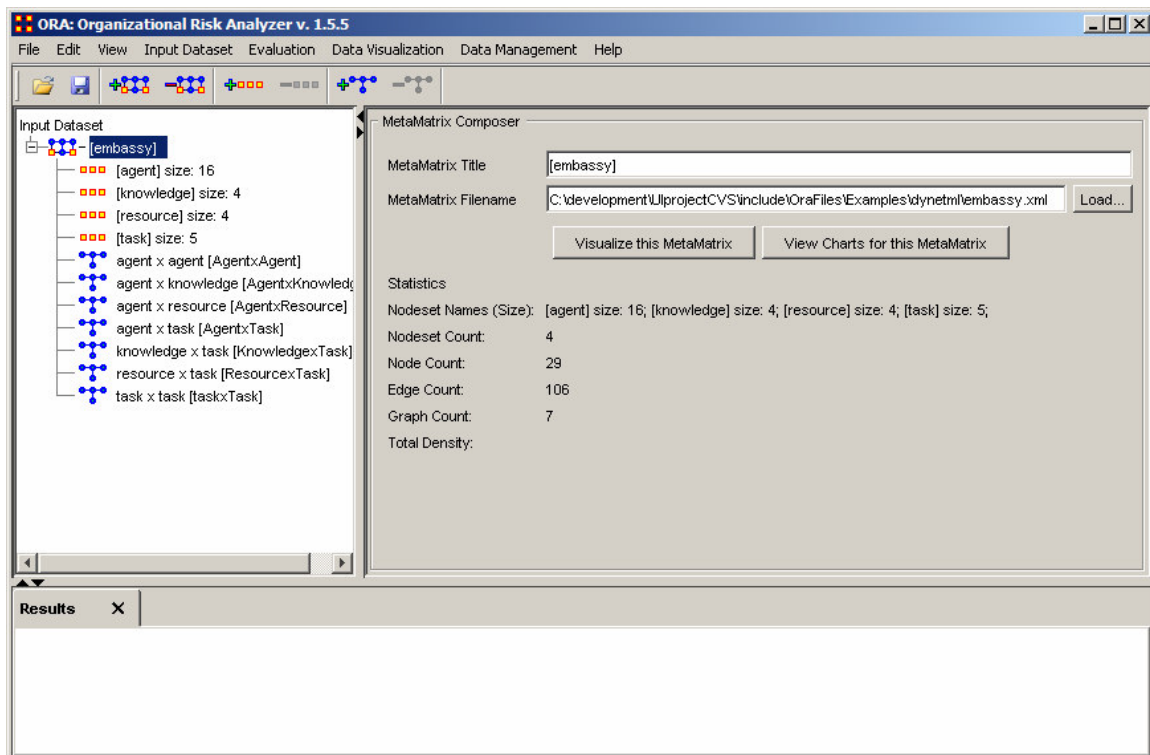 ORA: Organizational Risk Analyzer v. 1.5.5
File Edit View Input Dataset Evaluation Data Visualization Data Management Help
Input Dataset
[embassy]
[agent] size: 16
[knowledge] size: 4
[resource] size: 4
[task] size: 5
agent x agent [AgentxAgent]
agent x knowledge [AgentxKnowledg
agent x resource [AgentxResource]
agent x task [AgentxTask]
knowledge x task [KnowledgexTask]
resource x task [ResourcexTask]
task x task [taskxTask]
MetaMatrix Composer
MetaMatrix Title [embassy]
MetaMatrix Filename C:\development\UIprojectCVS\include\OraFiles\Examples\dynetml\embassy.xml Load...
Visualize this MetaMatrix View Charts for this MetaMatrix
Statistics
Nodeset Names (Size): [agent] size: 16; [knowledge] size: 4; [resource] size: 4; [task] size: 5;
Nodeset Count: 4
Node Count: 29
Edge Count: 106
Graph Count: 7
Total Density:
Results X